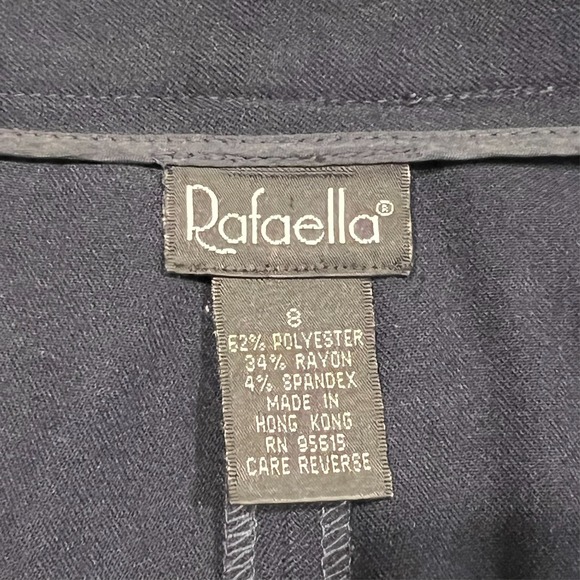 Rafaella®
8
62% POLYESTER
34% RAYON
4% SPANDEX
MADE IN
HONG KONG
RN 95615
CARE REVERSE